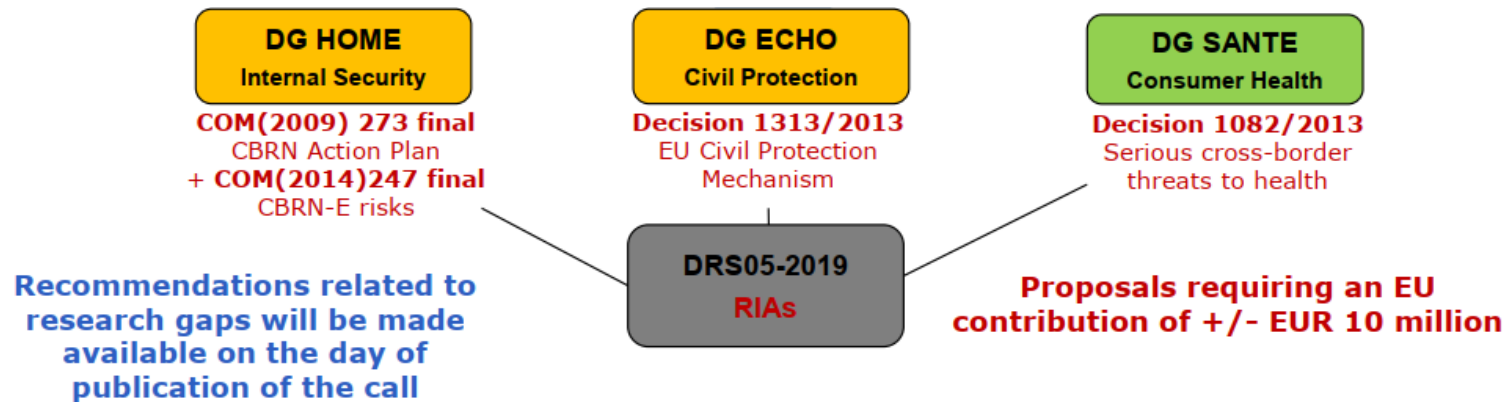 DG HOME
Internal Security
COM(2009) 273 final
CBRN Action Plan
+ COM(2014)247 final
CBRN-E risks
DG ECHO
Civil Protection
Decision 1313/2013
EU Civil Protection
Mechanism
DG SANTE
Consumer Health
Decision 1082/2013
Serious cross-border
threats to health
DRS05-2019
RIAs
Recommendations related to
research gaps will be made
available on the day of
publication of the call
Proposals requiring an EU
contribution of +/- EUR 10 million